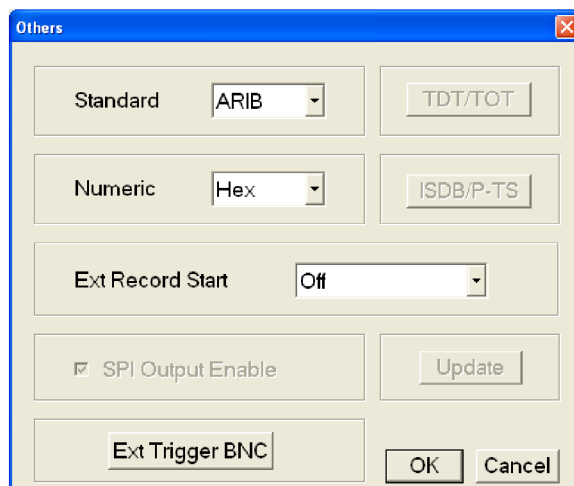 Others
Standard ARIB TDT/TOT
Numeric Hex ISDB/P-TS
Ext Record Start Off
SPI Output Enable Update
Ext Trigger BNC OK Cancel